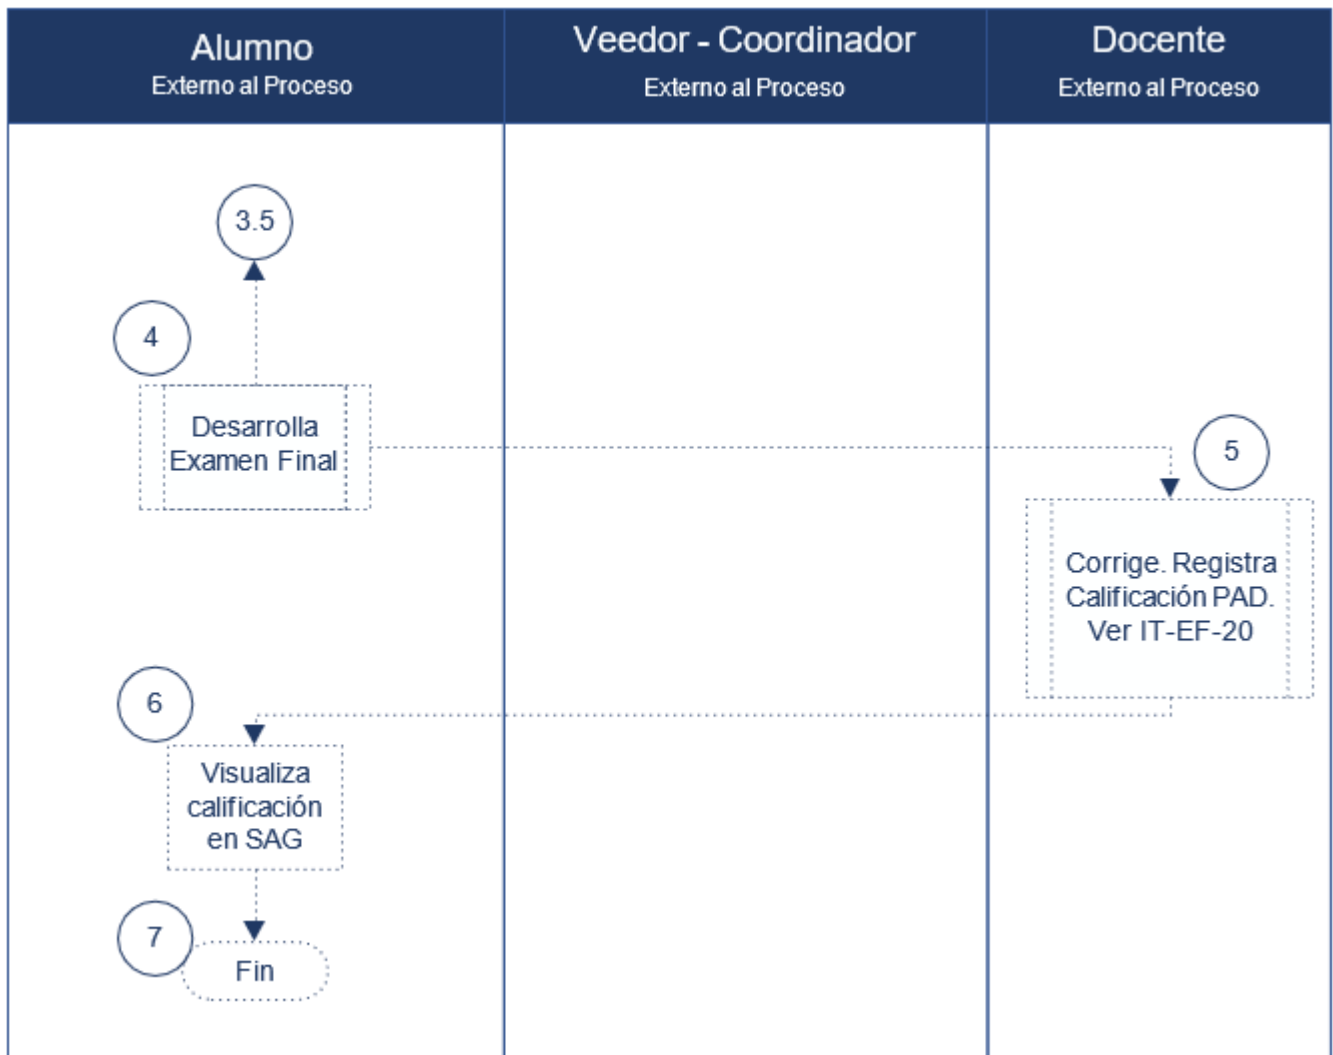 Alumno
Externo al Proceso
Veedor - Coordinador
Externo al Proceso
Docente
Externo al Proceso
3.5
4
Desarrolla
Examen Final
5
Corrige. Registra
Calificación PAD.
Ver IT-EF-20
6
Visualiza
calificación
en SAG
7
Fin